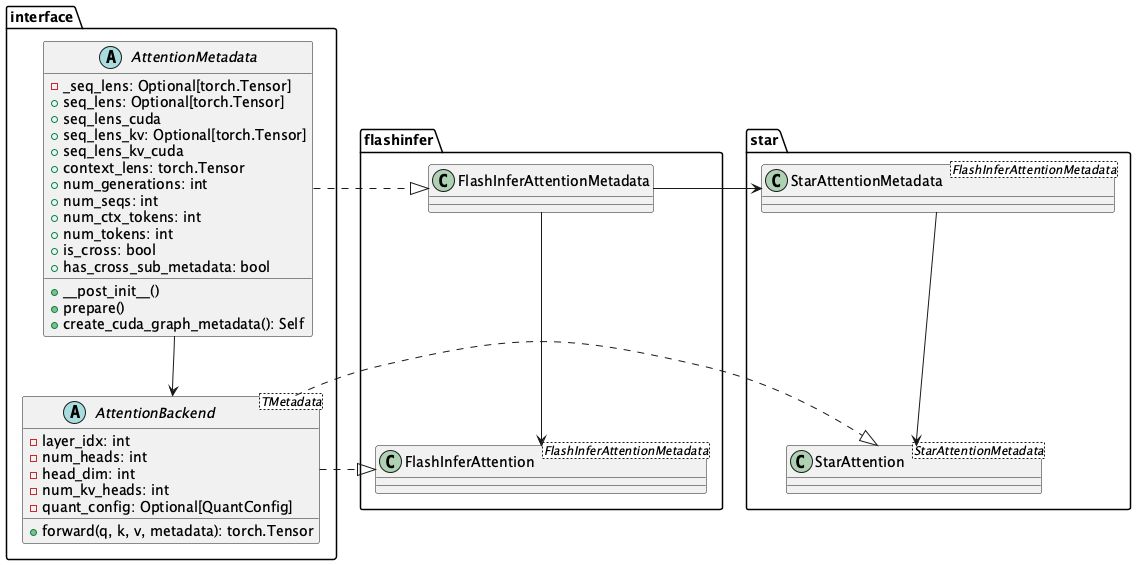 interface
A AttentionMetadata
_seq_lens: Optional[torch.Tensor]
seq_lens: Optional[torch.Tensor]
seq_lens_cuda
seq_lens_kv: Optional[torch.Tensor]
seq_lens_kv_cuda
context_lens: torch.Tensor
num_generations: int
num_seqs: int
num_ctx_tokens: int
num_tokens: int
is_cross: bool
has_cross_sub_metadata: bool
__post_init__()
prepare()
create_cuda_graph_metadata(): Self
TMetadata
A AttentionBackend
layer_idx: int
num_heads: int
head_dim: int
num_kv_heads: int
quant_config: Optional[QuantConfig]
forward(q, k, v, metadata): torch.Tensor
flashinfer
C FlashInferAttentionMetadata
C FlashInferAttention
FlashInferAttentionMetadata
star
C StarAttentionMetadata
FlashInferAttentionMetadata
C StarAttention
StarAttentionMetadata